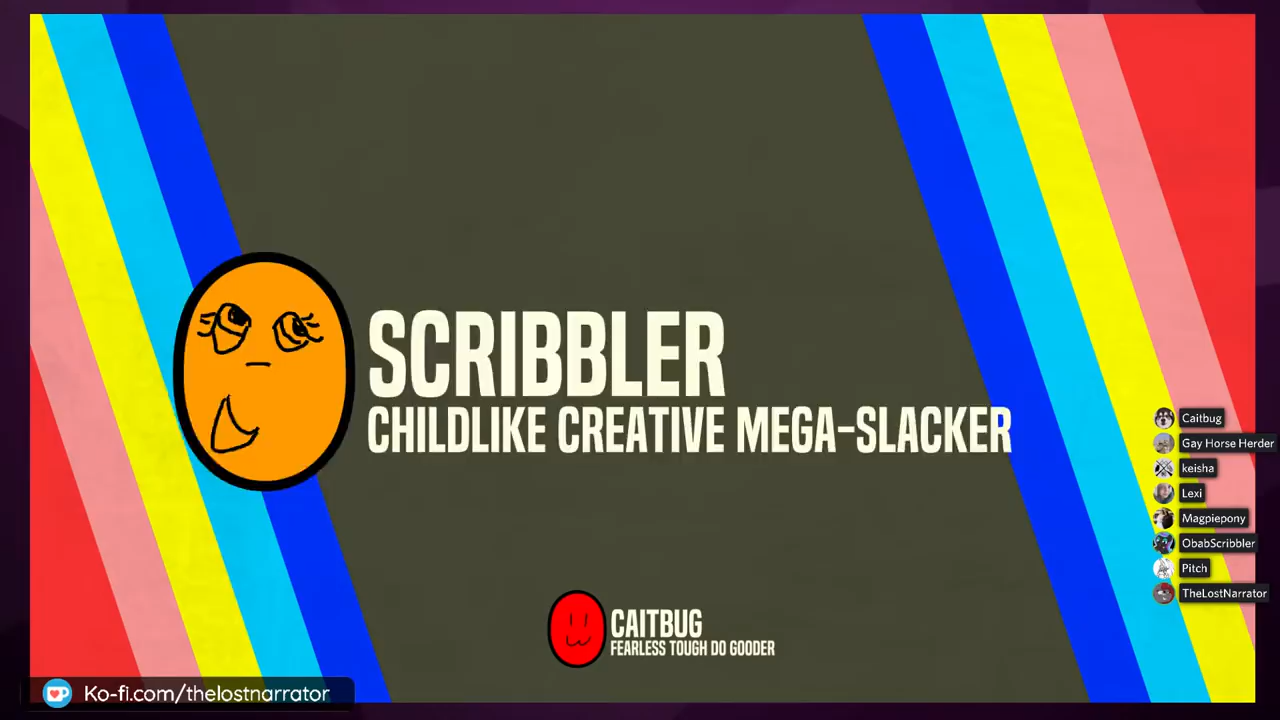 SCRIBBLER
CHILDLIKE CREATIVE MEGA-SLACKER
Caitbug
Gay Horse Herder
keisha
Lexi
Magpiepony
ObabScribbler
Pitch
TheLostNarrator
CAITBUG
FEARLESS TOUGH DO GOODER
Ko-fi.com/thelostnarrator